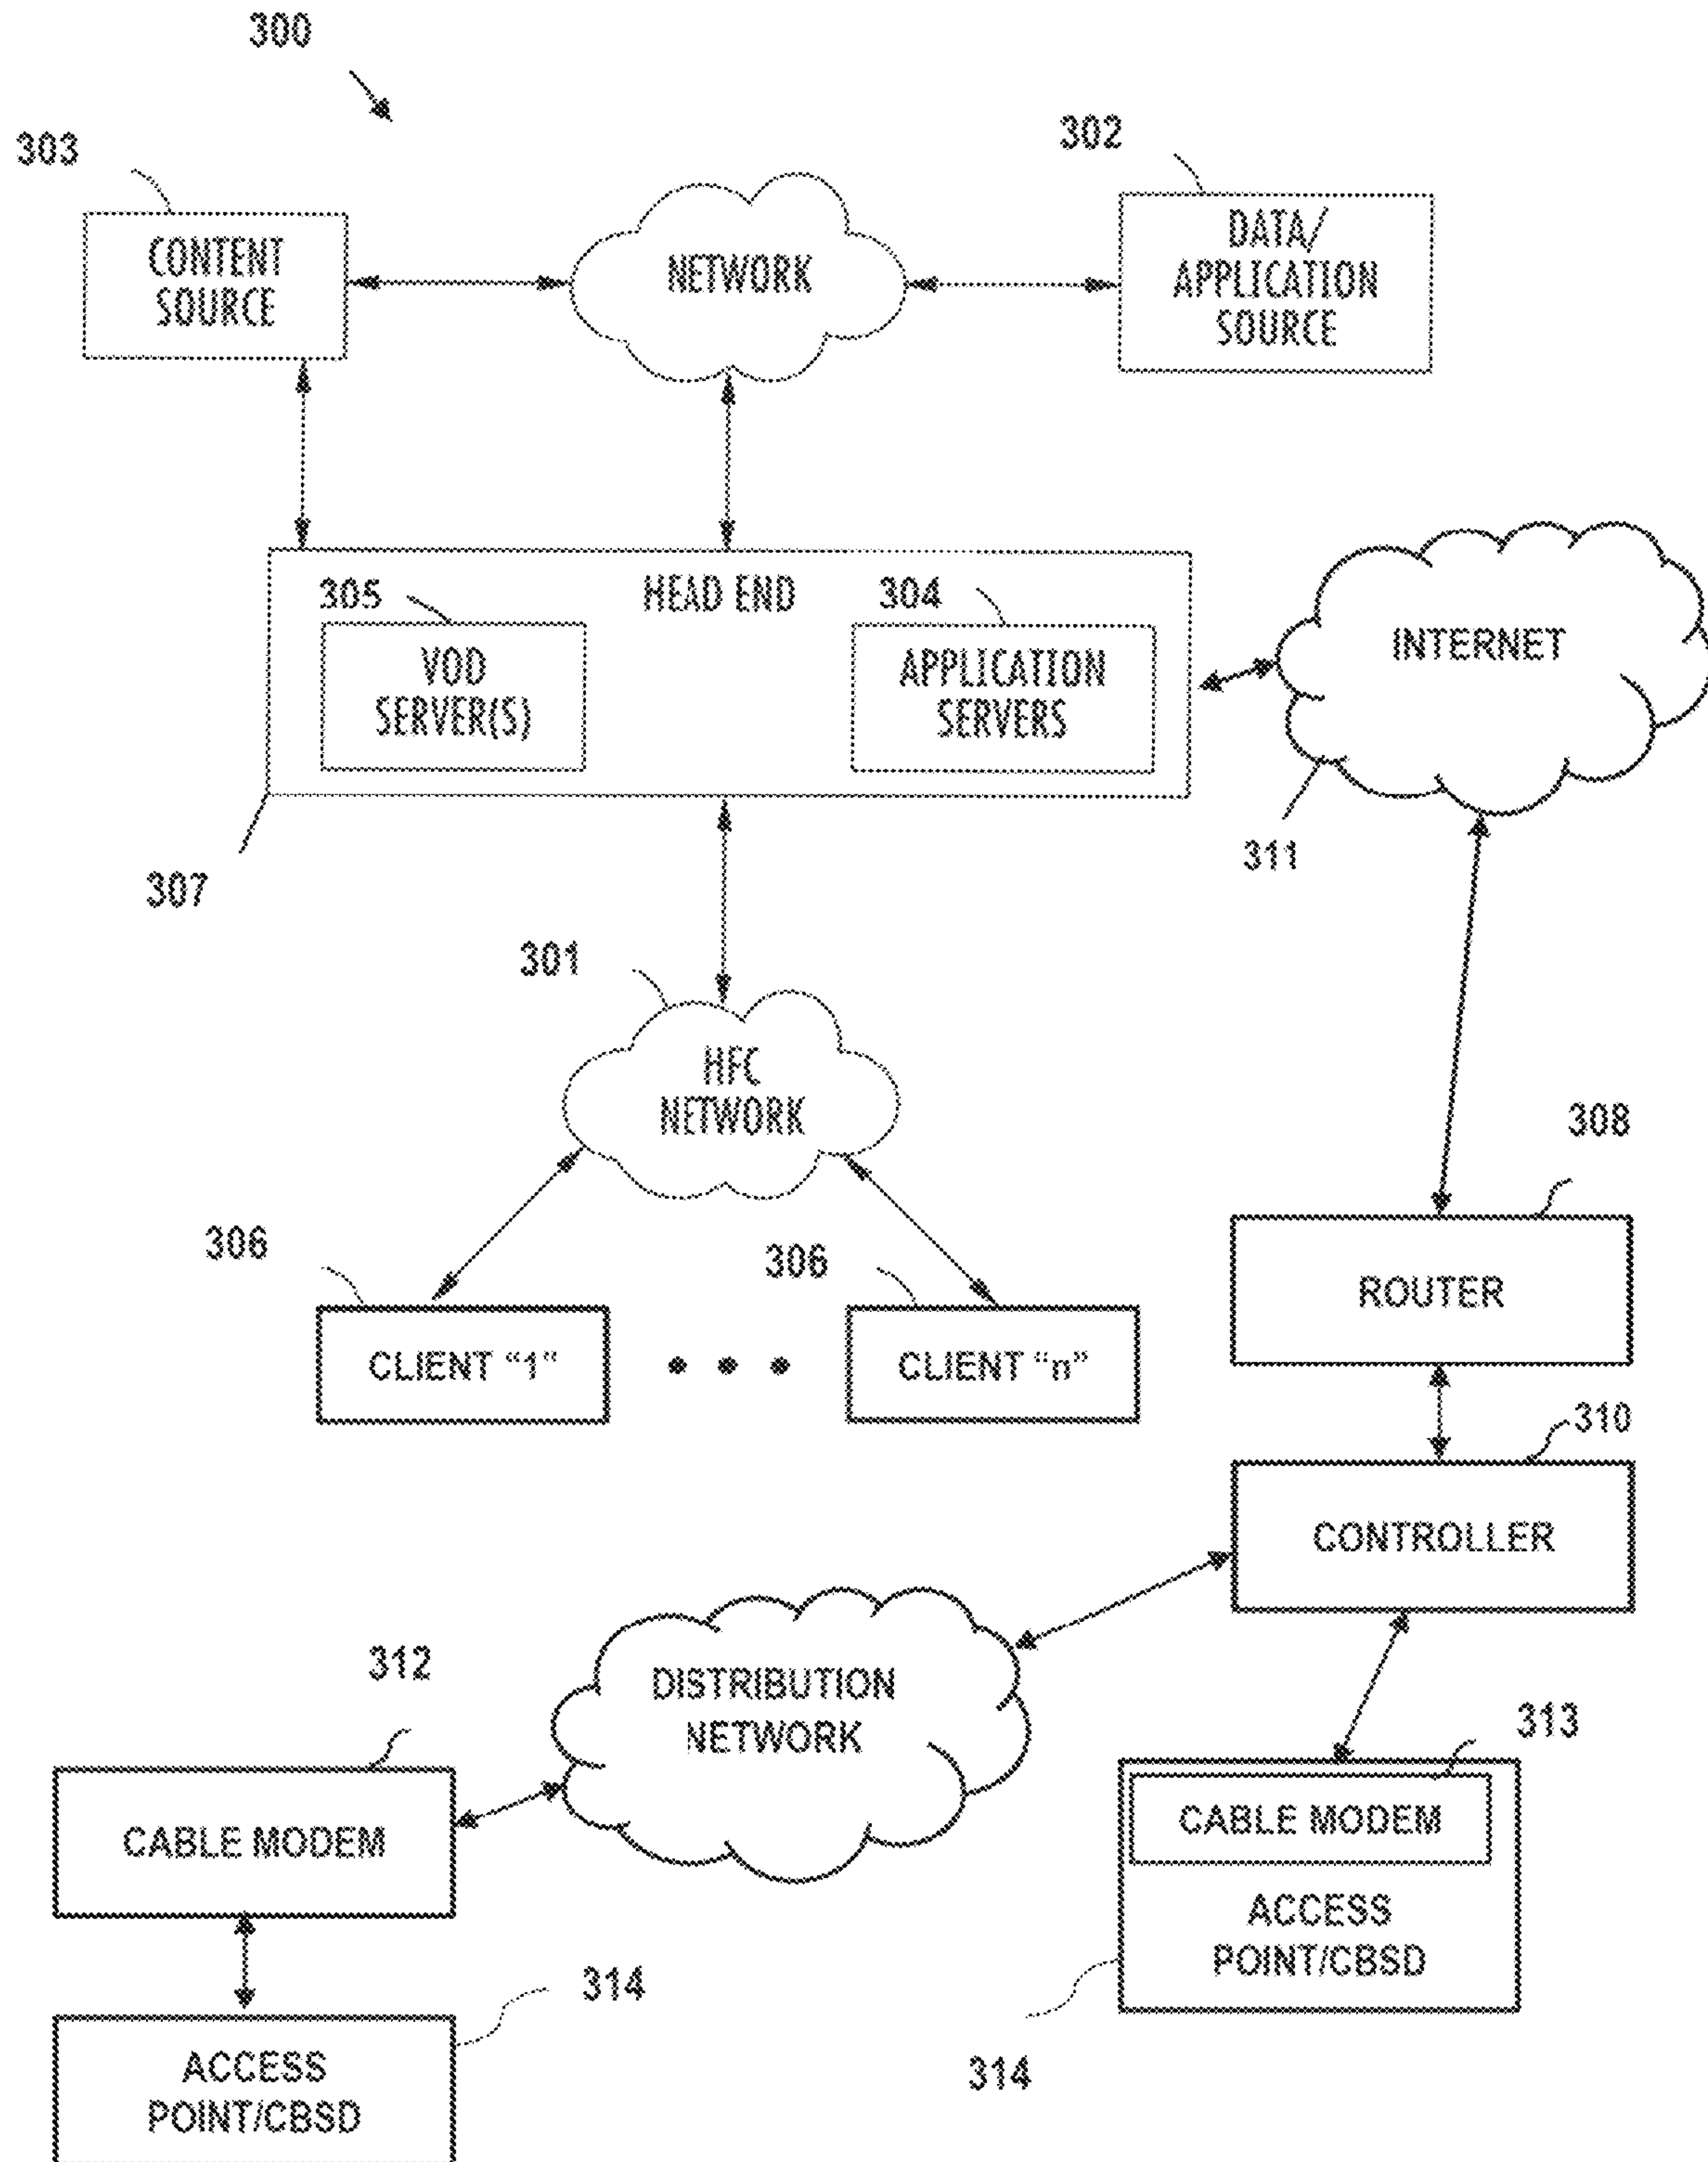 300
303
302
CONTENT
SOURCE
NETWORK
DATA/
APPLICATION
SOURCE
305
HEAD END
304
VOD
SERVER(S)
APPLICATION
SERVERS
INTERNET
311
307
301
HFC
NETWORK
308
306
306
ROUTER
CLIENT "1"
• • •
CLIENT "n"
310
CONTROLLER
312
DISTRIBUTION
NETWORK
313
CABLE MODEM
CABLE MODEM
ACCESS
POINT/CBSD
314
314
ACCESS
POINT/CBSD